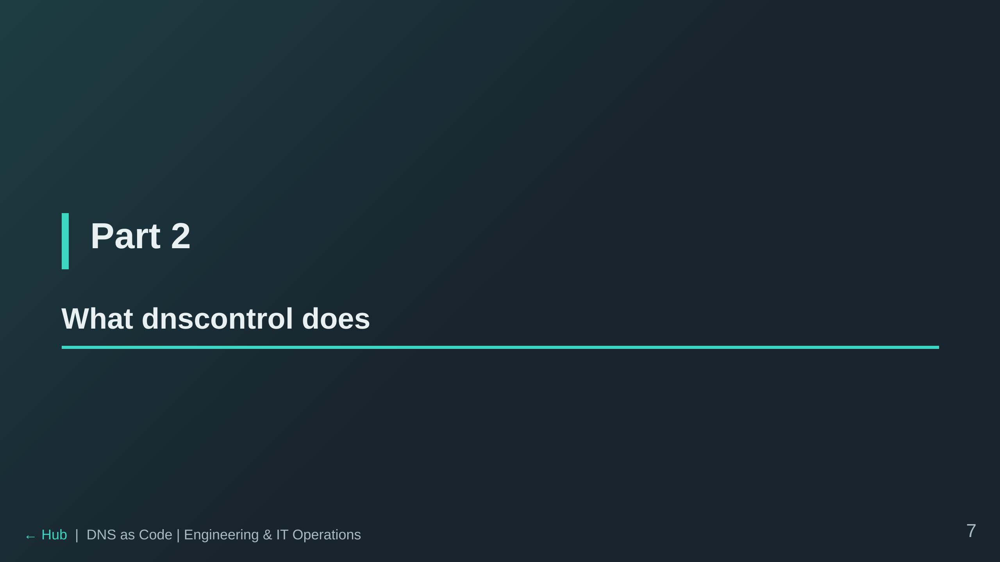 Part 2
What dnscontrol does
← Hub | DNS as Code | Engineering & IT Operations
7